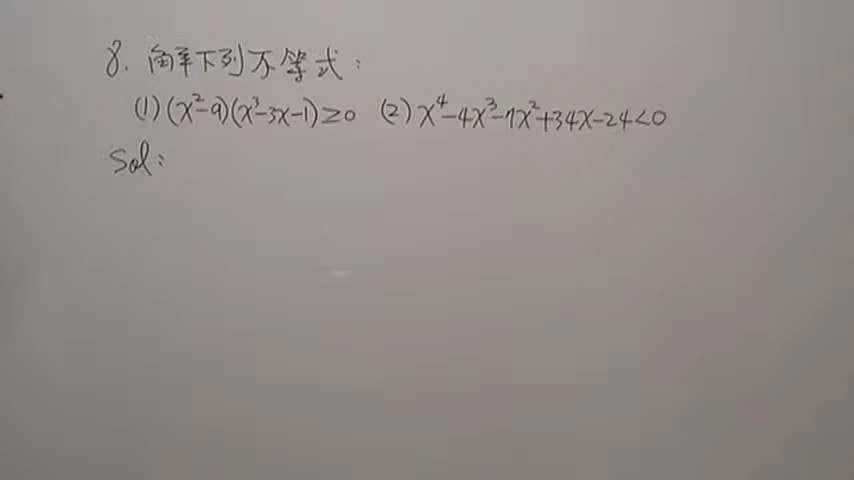 8. 解下列不等式：
(1) (x²-9)(x³-3x-1)≥0 (2) x⁴-4x³-7x²+34x-24<0
Sol：